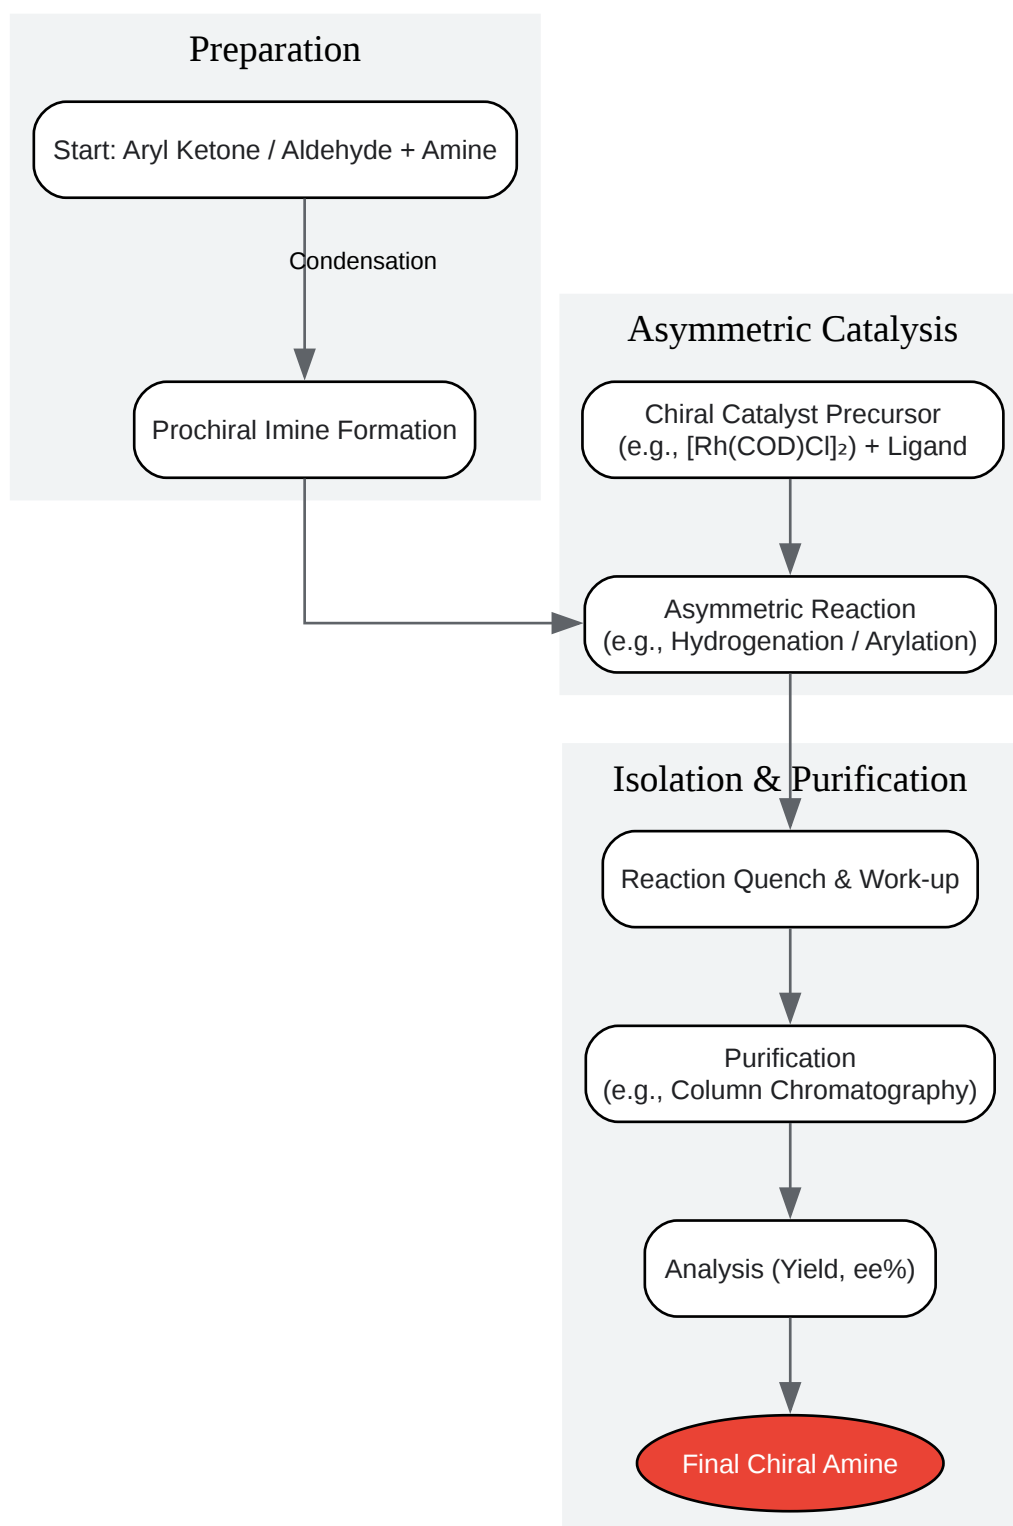 Preparation
Start: Aryl Ketone / Aldehyde + Amine
Condensation
Prochiral Imine Formation
Asymmetric Catalysis
Chiral Catalyst Precursor
(e.g., [Rh(COD)Cl]₂) + Ligand
Asymmetric Reaction
(e.g., Hydrogenation / Arylation)
Isolation & Purification
Reaction Quench & Work-up
Purification
(e.g., Column Chromatography)
Analysis (Yield, ee%)
Final Chiral Amine